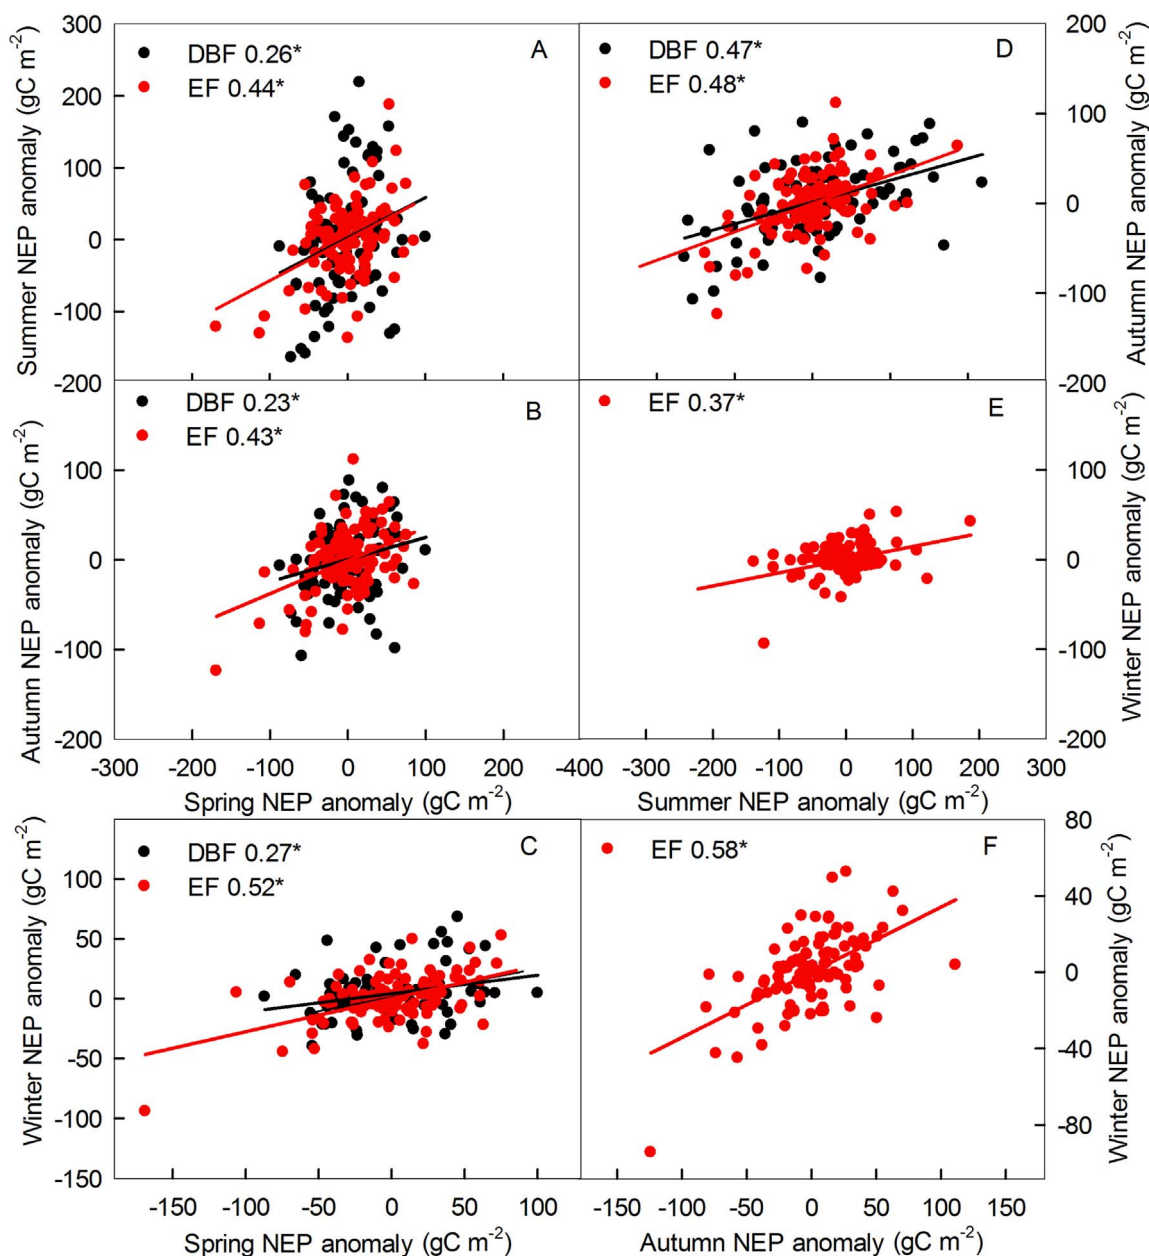 300
200
100
0
-100
-200
Summer NEP anomaly (gC m-2)
DBF 0.26*
EF 0.44*
A
DBF 0.47*
EF 0.48*
D
200
100
0
-100
-200
Autumn NEP anomaly (gC m-2)
100
0
-100
-200
Autumn NEP anomaly (gC m-2)
DBF 0.23*
EF 0.43*
B
EF 0.37*
E
100
0
-100
-200
Winter NEP anomaly (gC m-2)
-300 -200 -100 0 100 200
-400 -300 -200 -100 0 100 200 300
Spring NEP anomaly (gC m-2)
Summer NEP anomaly (gC m-2)
100
50
0
-50
-100
-150
Winter NEP anomaly (gC m-2)
DBF 0.27*
EF 0.52*
C
EF 0.58*
F
80
40
0
-40
-80
Winter NEP anomaly (gC m-2)
-150 -100 -50 0 50 100
-150 -100 -50 0 50 100 150
Spring NEP anomaly (gC m-2)
Autumn NEP anomaly (gC m-2)